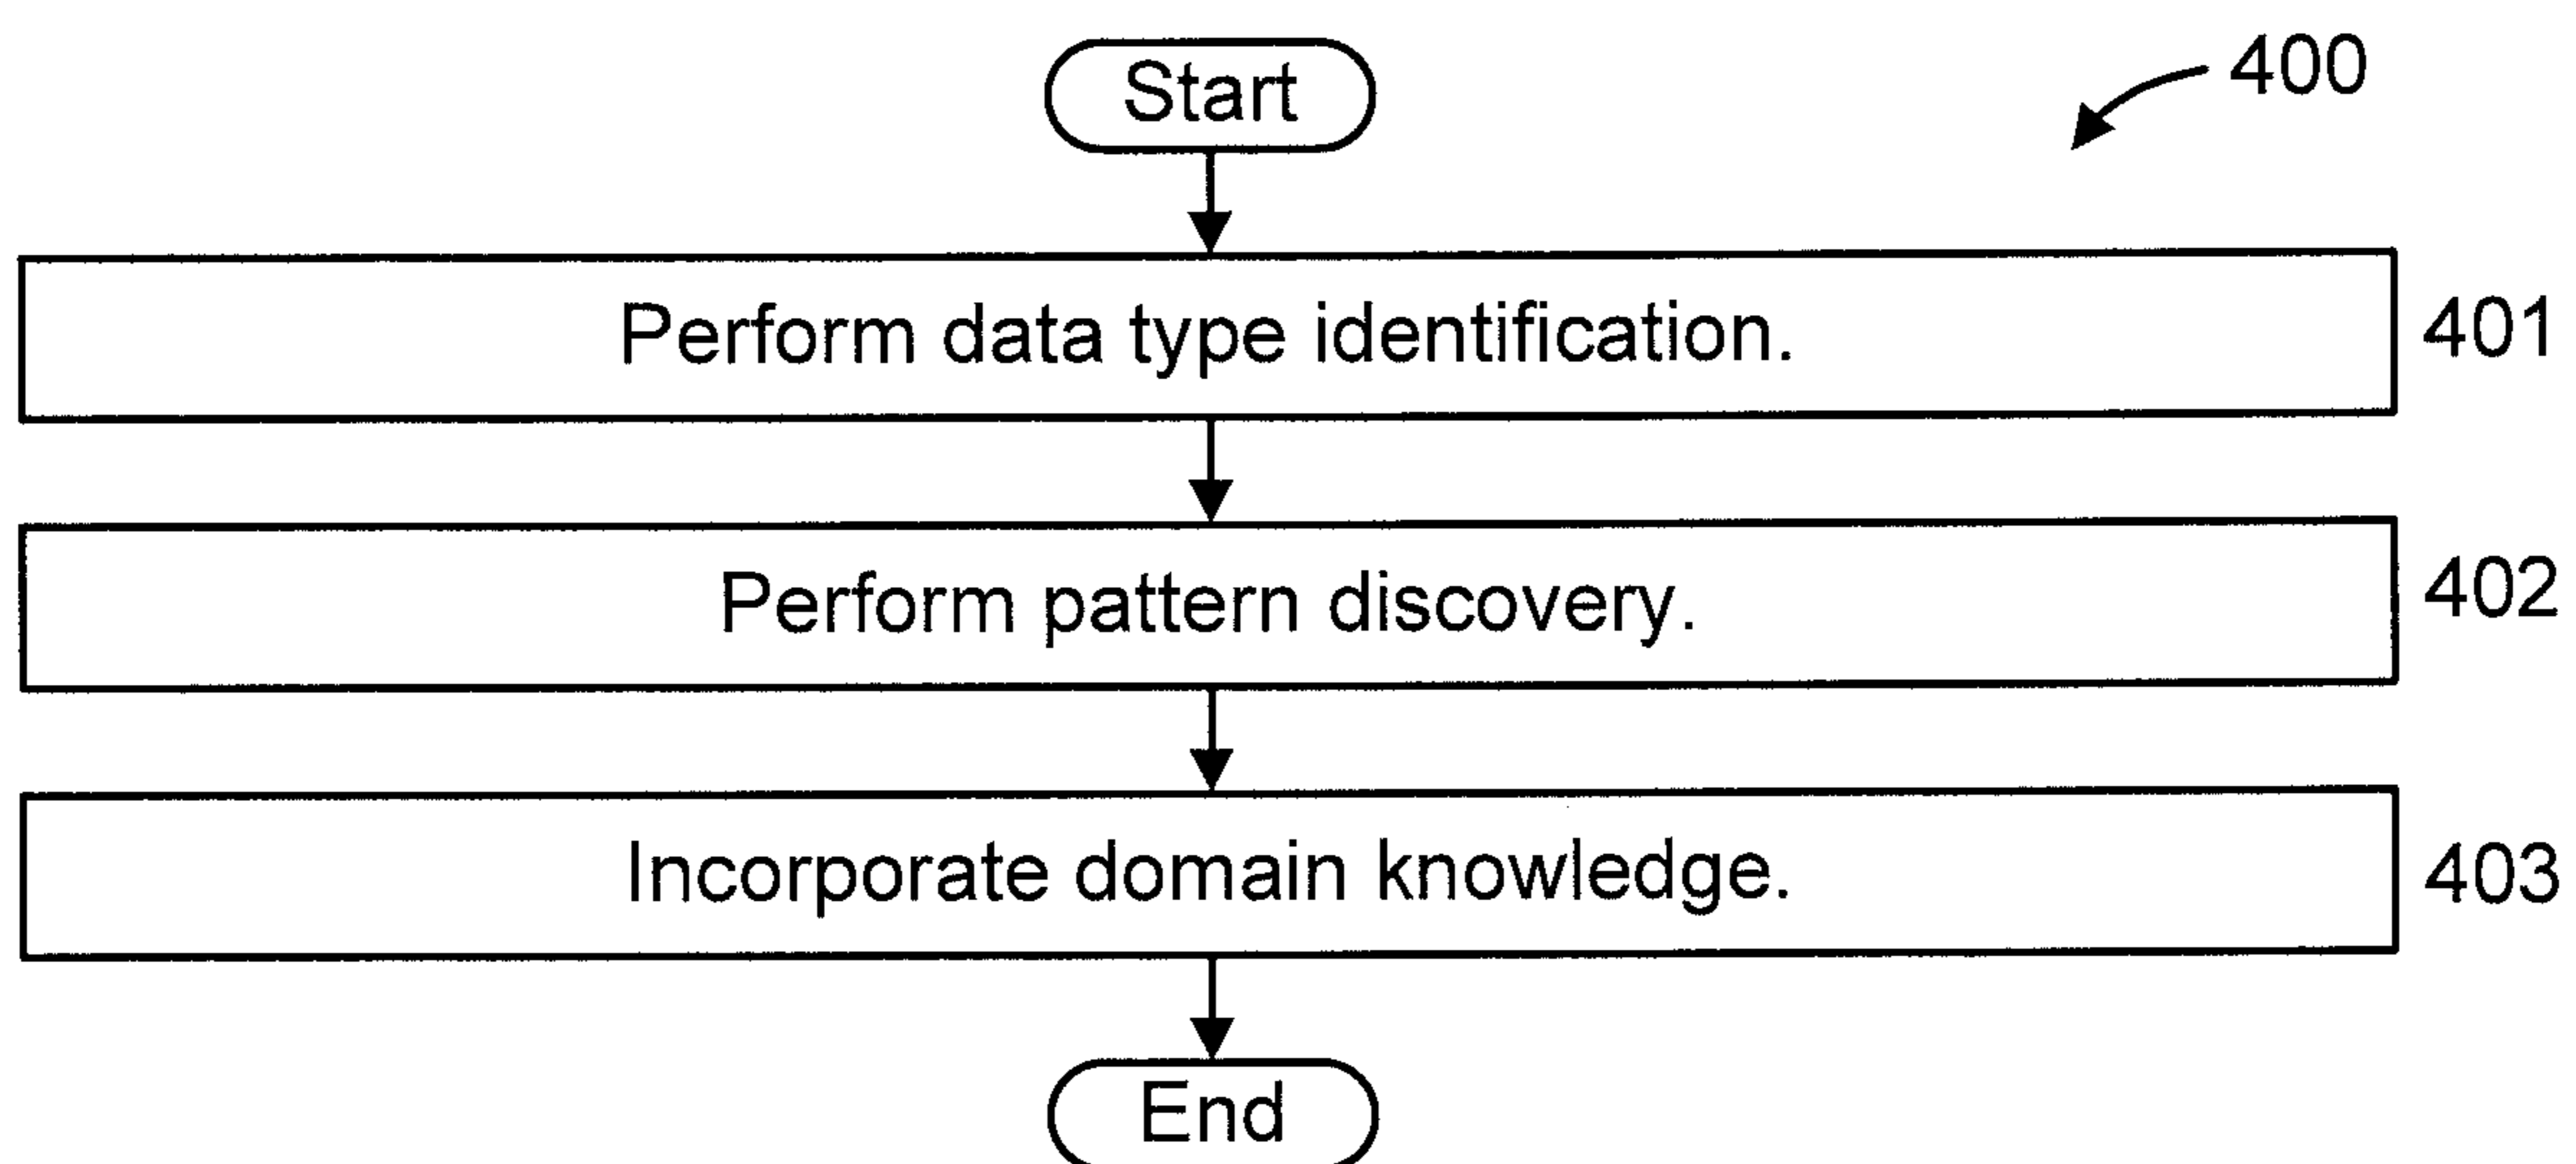 Start
400
Perform data type identification.
401
Perform pattern discovery.
402
Incorporate domain knowledge.
403
End